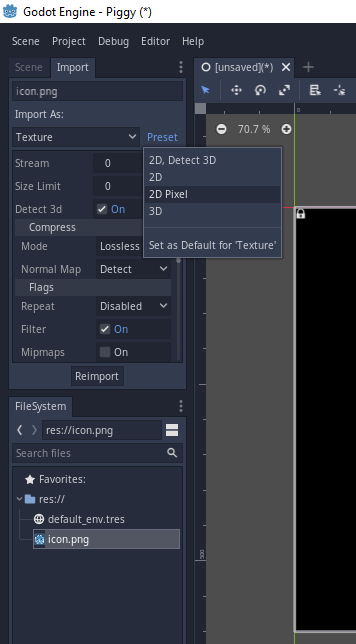 Godot Engine - Piggy (*)
Scene Project Debug Editor Help
Scene Import
[unsaved](*)
icon.png
Import As:
Texture Preset
70.7 %
2D, Detect 3D
2D
2D Pixel
3D
Set as Default for 'Texture'
Stream 0
Size Limit 0
Detect 3d On
Compress
Mode Lossless
Normal Map Detect
Flags
Repeat Disabled
Filter On
Mipmaps On
Reimport
FileSystem
res://icon.png
Search files
Favorites:
res://
default_env.tres
icon.png
0
500